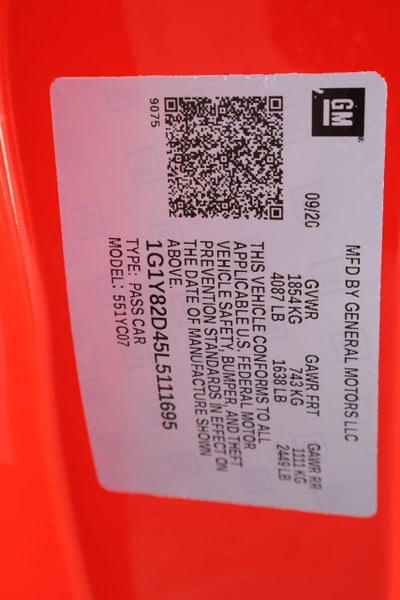 GM
MFD BY GENERAL MOTORS LLC
09/20
GVWR GAWR FRT GAWR RR
1854 KG 743 KG 1111 KG
4087 LB 1638 LB 2449 LB
THIS VEHICLE CONFORMS TO ALL
APPLICABLE U.S. FEDERAL MOTOR
VEHICLE SAFETY, BUMPER, AND THEFT
PREVENTION STANDARDS IN EFFECT ON
THE DATE OF MANUFACTURE SHOWN
ABOVE.
1G1Y82D45L5111695
TYPE: PASS CAR
MODEL: 551YC07
9075